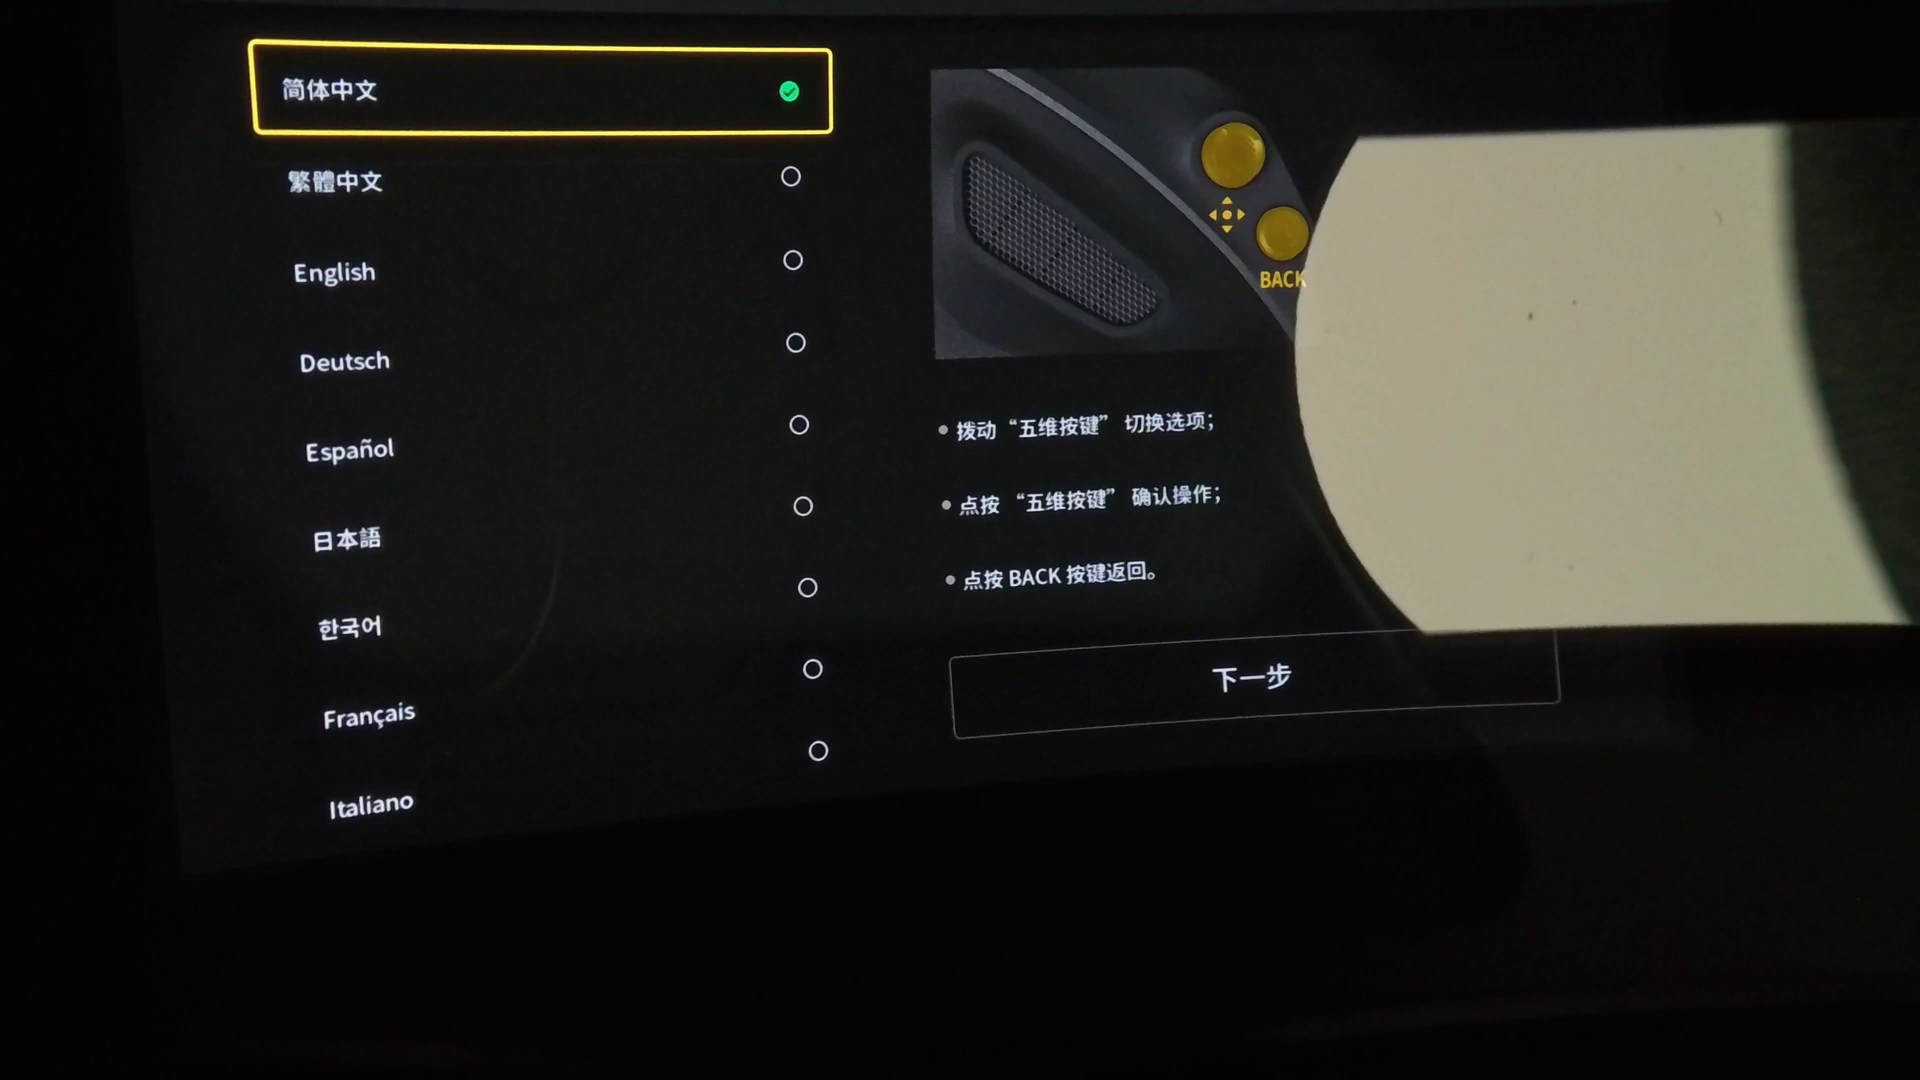 简体中文
繁體中文
English
Deutsch
Español
日本語
한국어
Français
Italiano
BACK
拨动“五维按键” 切换选项；
点按 “五维按键” 确认操作；
点按 BACK 按键返回。
下一步